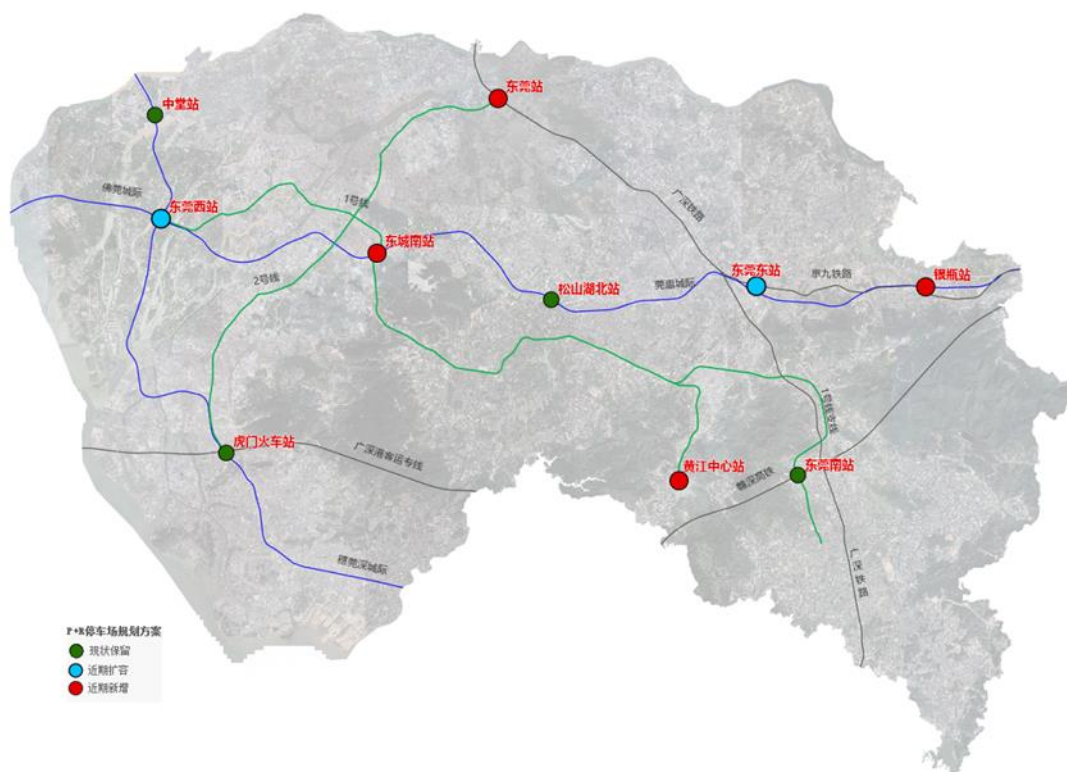 东莞站
中堂站
广深铁路
佛莞城际
1号线
东莞西站
东城南站
2号线
东莞东站
京九铁路
银瓶站
松山湖北站
莞惠城际
1号线支线
虎门火车站
广深港客运专线
黄江中心站
东莞南站
赣深高铁
穗莞深城际
广深铁路
P+R停车场规划方案
现状保留
近期扩容
近期新增